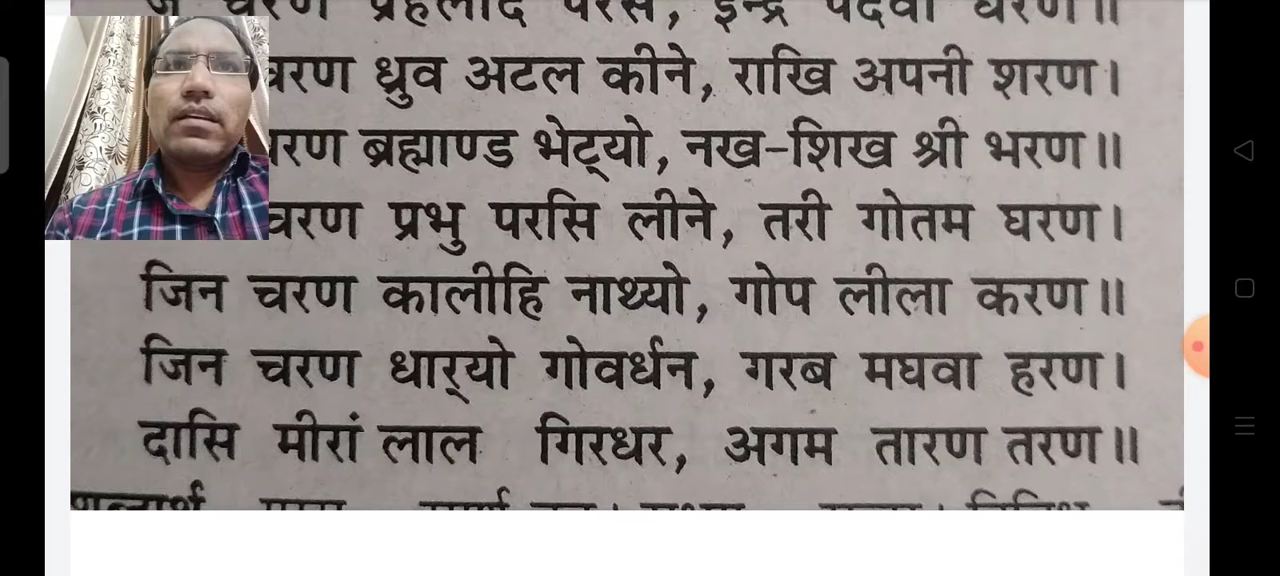 चरण ध्रुव अटल कीने, राखि अपनी शरण।
ब्रह्माण्ड भेट्यो, नख-शिख श्री भरण॥
चरण प्रभु परसि लीने, तरी गोतम घरण।
जिन चरण कालीहि नाथ्यो, गोप लीला करण॥
जिन चरण धार्‌यो गोवर्धन, गरब मघवा हरण।
दासि मीरां लाल गिरधर, अगम तारण तरण॥